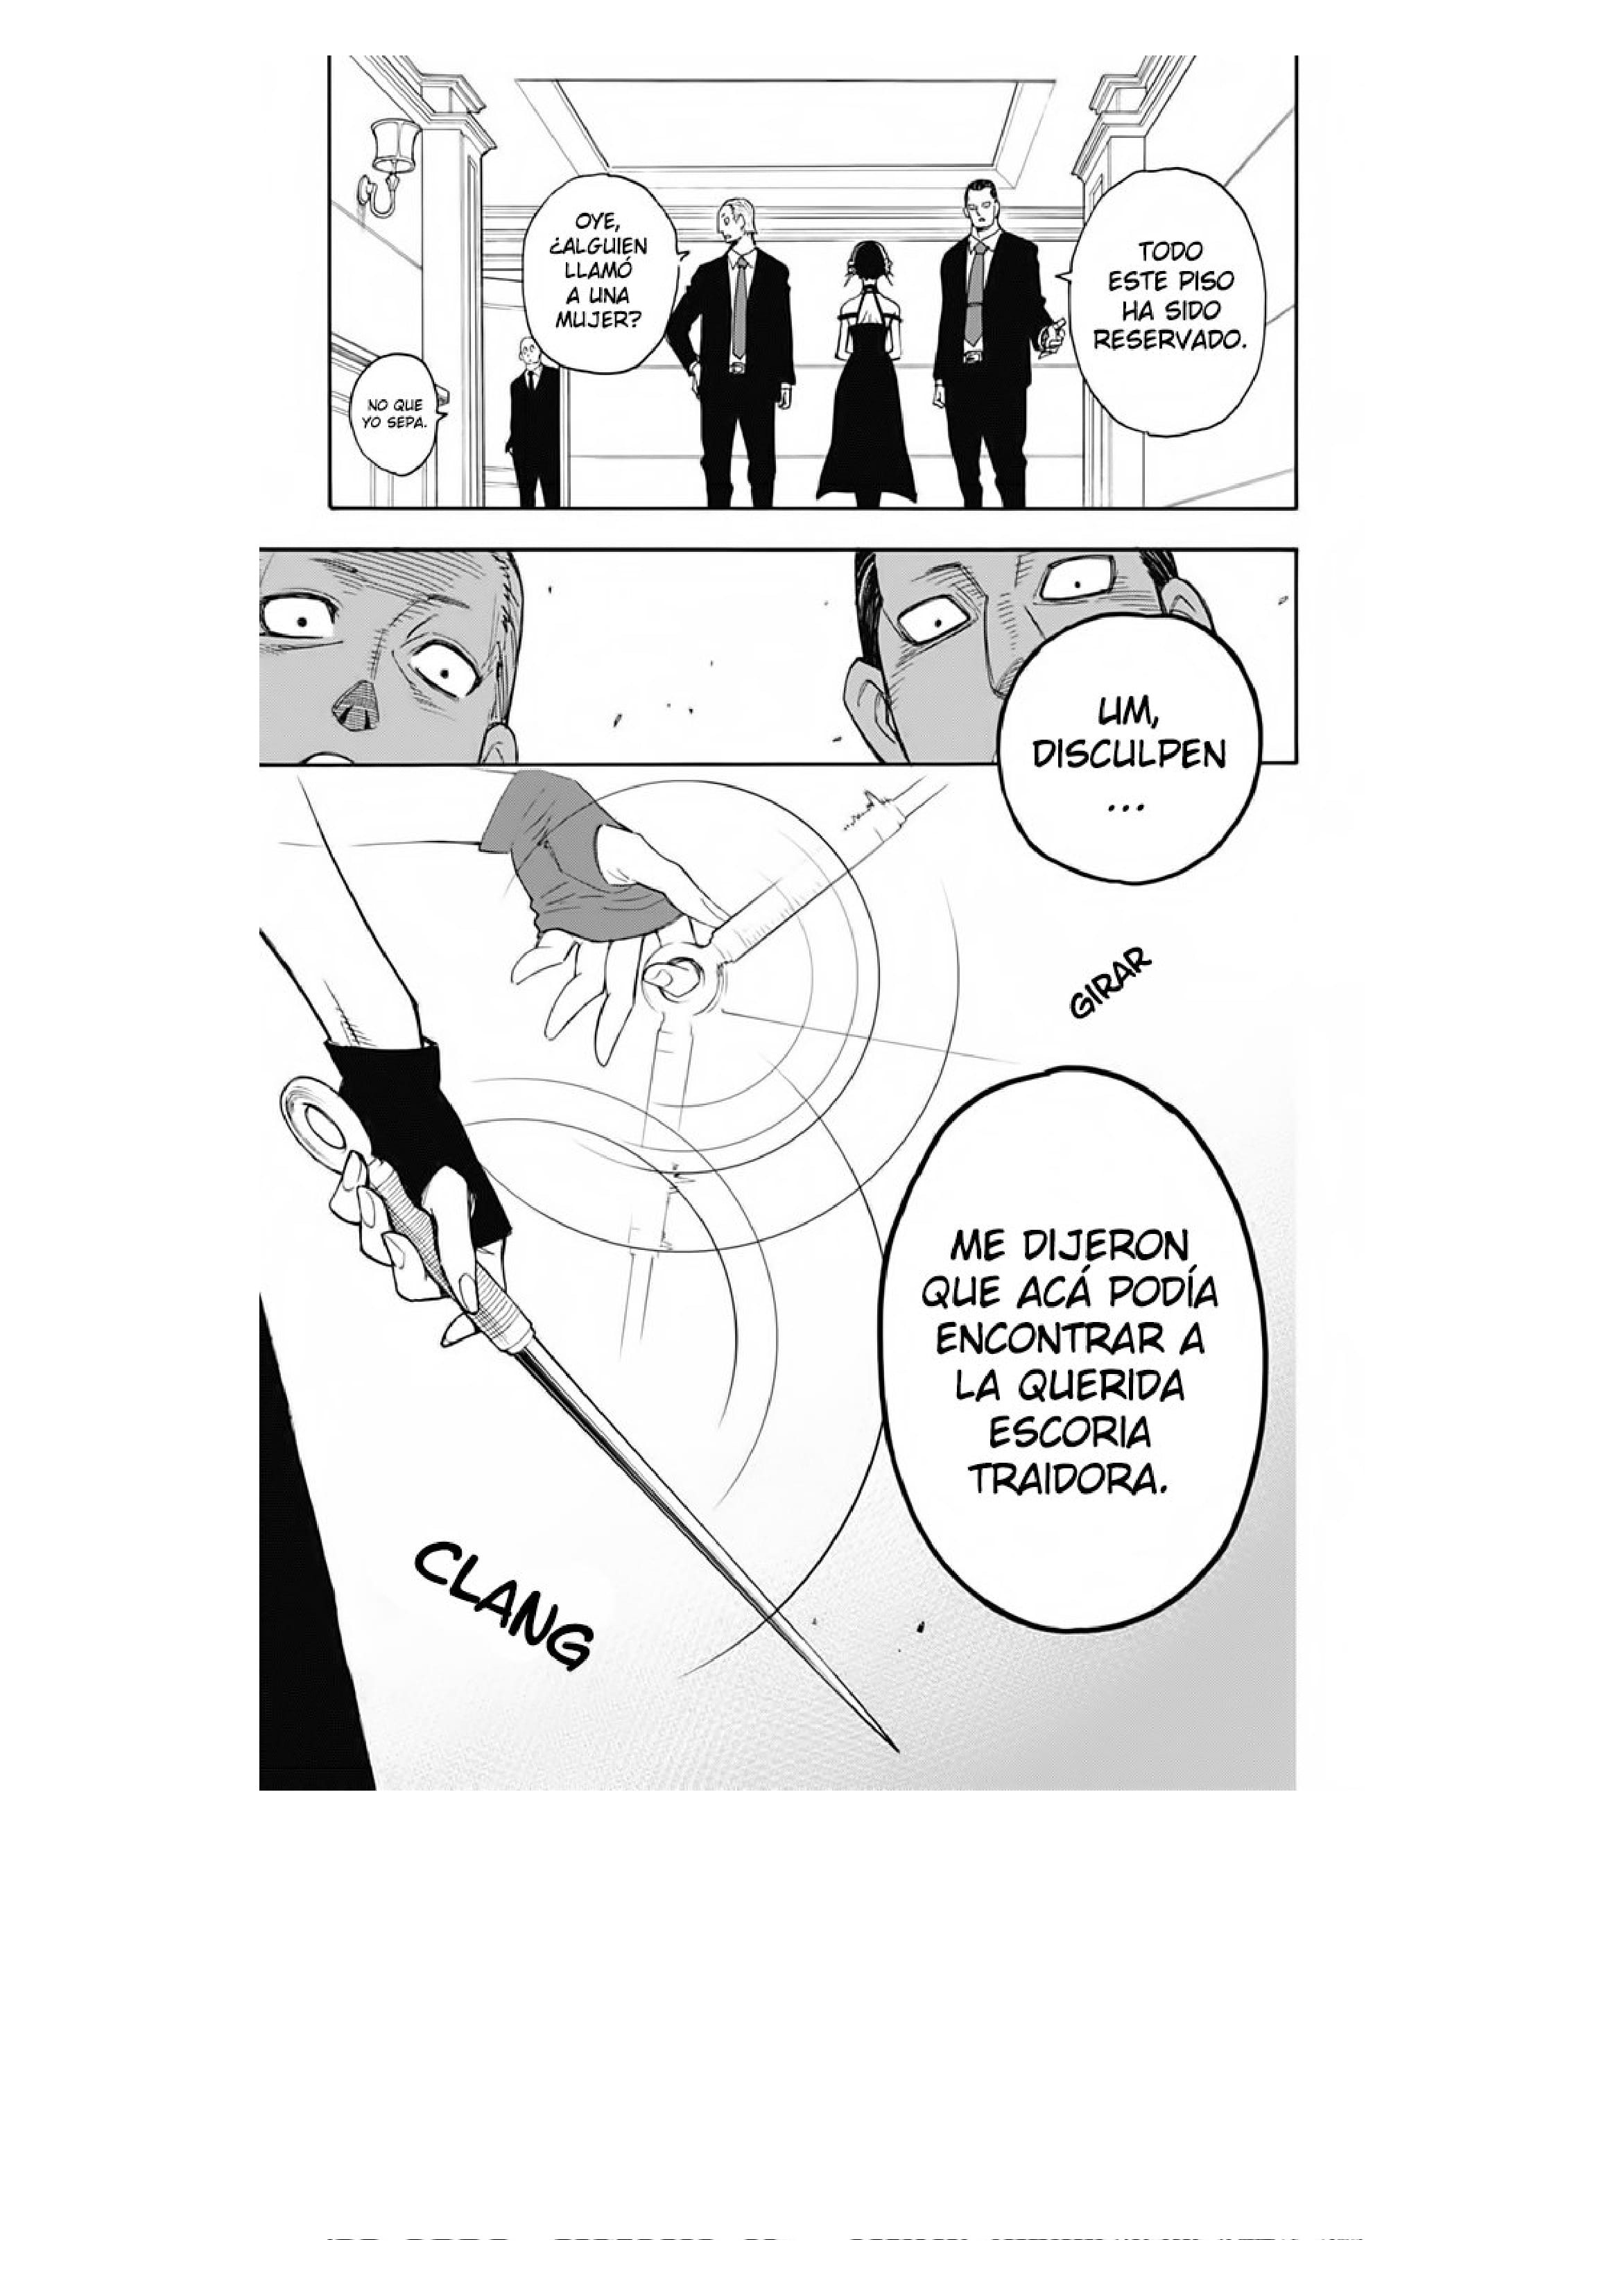 TODO
ESTE PISO
HA SIDO
RESERVADO.
OYE,
¿ALGUIEN
LLAMÓ
A UNA
MUJER?
NO QUE
YO SEPA.
UM,
DISCULPEN
...
GIRAR
ME DIJERON
QUE ACÁ PODÍA
ENCONTRAR A
LA QUERIDA
ESCORIA
TRAIDORA.
CLANG